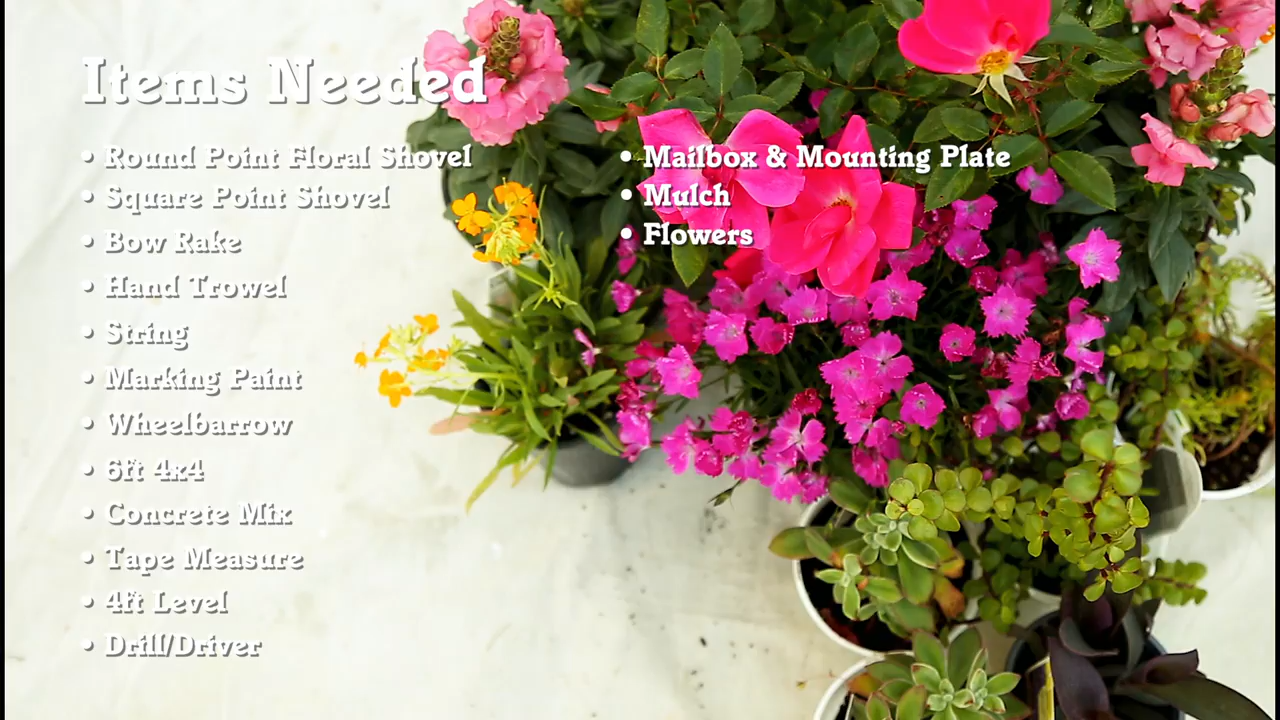 Items Needed
• Round Point Floral Shovel
• Square Point Shovel
• Bow Rake
• Hand Trowel
• String
• Marking Paint
• Wheelbarrow
• 6ft 4x4
• Concrete Mix
• Tape Measure
• 4ft Level
• Drill/Driver
• Mailbox & Mounting Plate
• Mulch
• Flowers